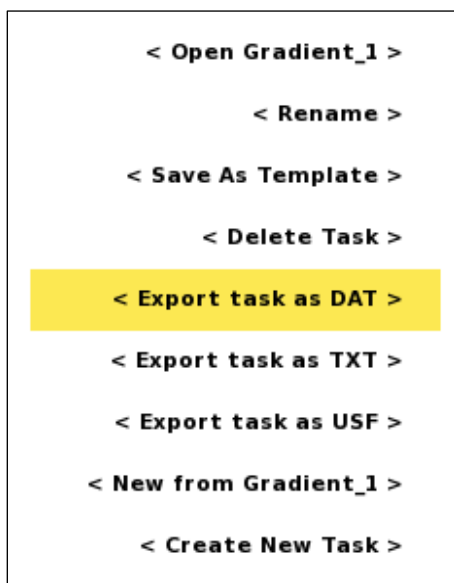 < Open Gradient_1 >
< Rename >
< Save As Template >
< Delete Task >
< Export task as DAT >
< Export task as TXT >
< Export task as USF >
< New from Gradient_1 >
< Create New Task >